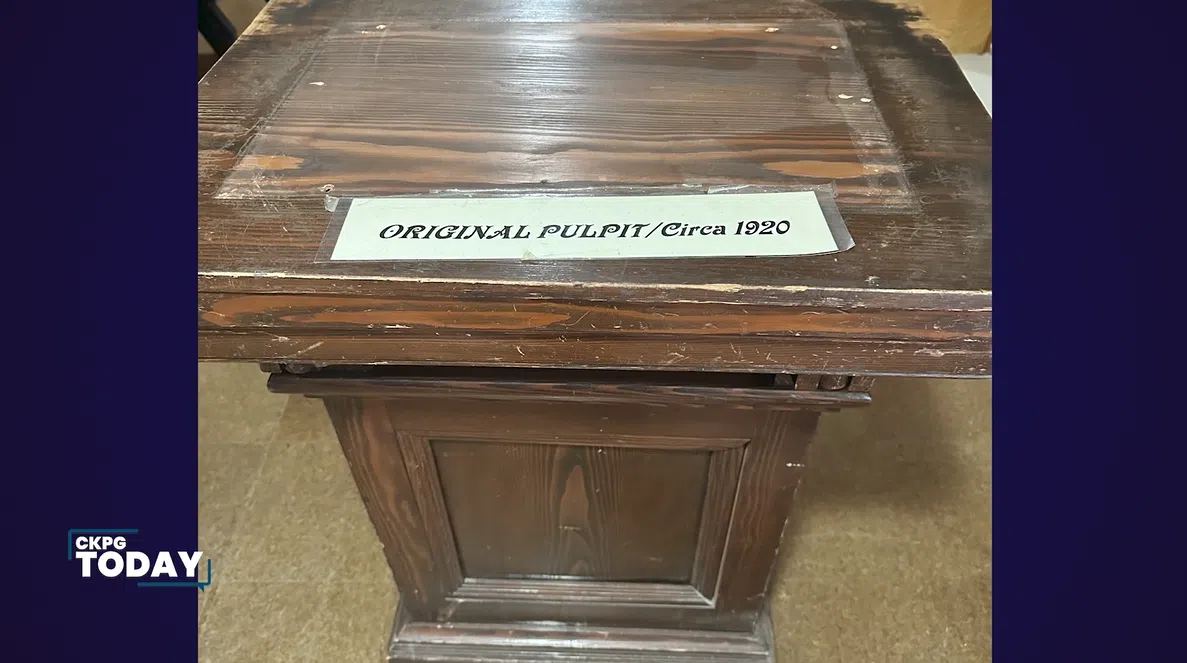 ORIGINAL PULPIT/Circa 1920
CKPG
TODAY